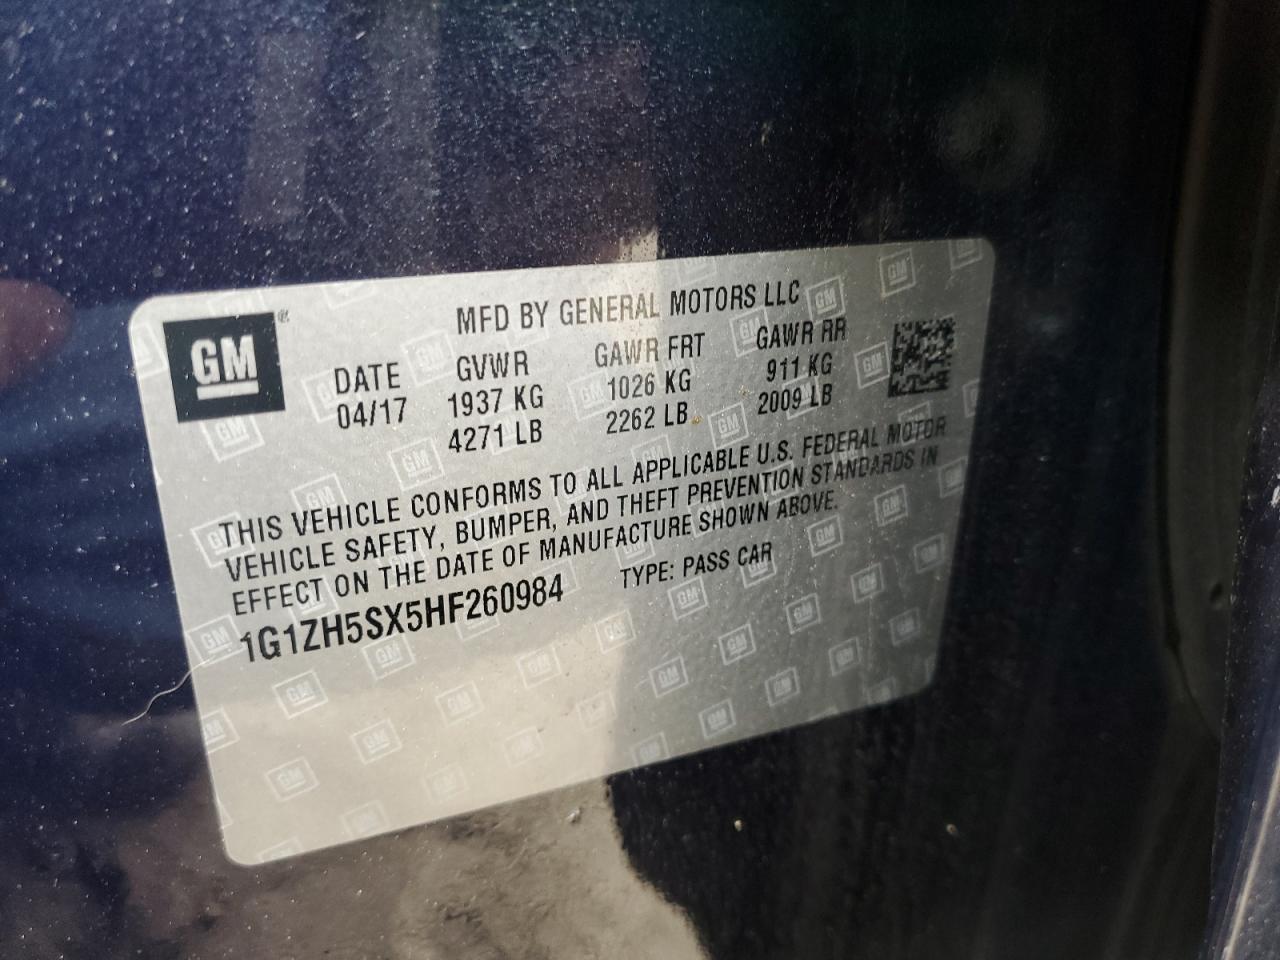 GM ®
MFD BY GENERAL MOTORS LLC
DATE GVWR GAWR FRT GAWR RR
04/17 1937 KG 1026 KG 911 KG
4271 LB 2262 LB 2009 LB
THIS VEHICLE CONFORMS TO ALL APPLICABLE U.S. FEDERAL MOTOR
VEHICLE SAFETY, BUMPER, AND THEFT PREVENTION STANDARDS IN
EFFECT ON THE DATE OF MANUFACTURE SHOWN ABOVE.
1G1ZH5SX5HF260984 TYPE: PASS CAR